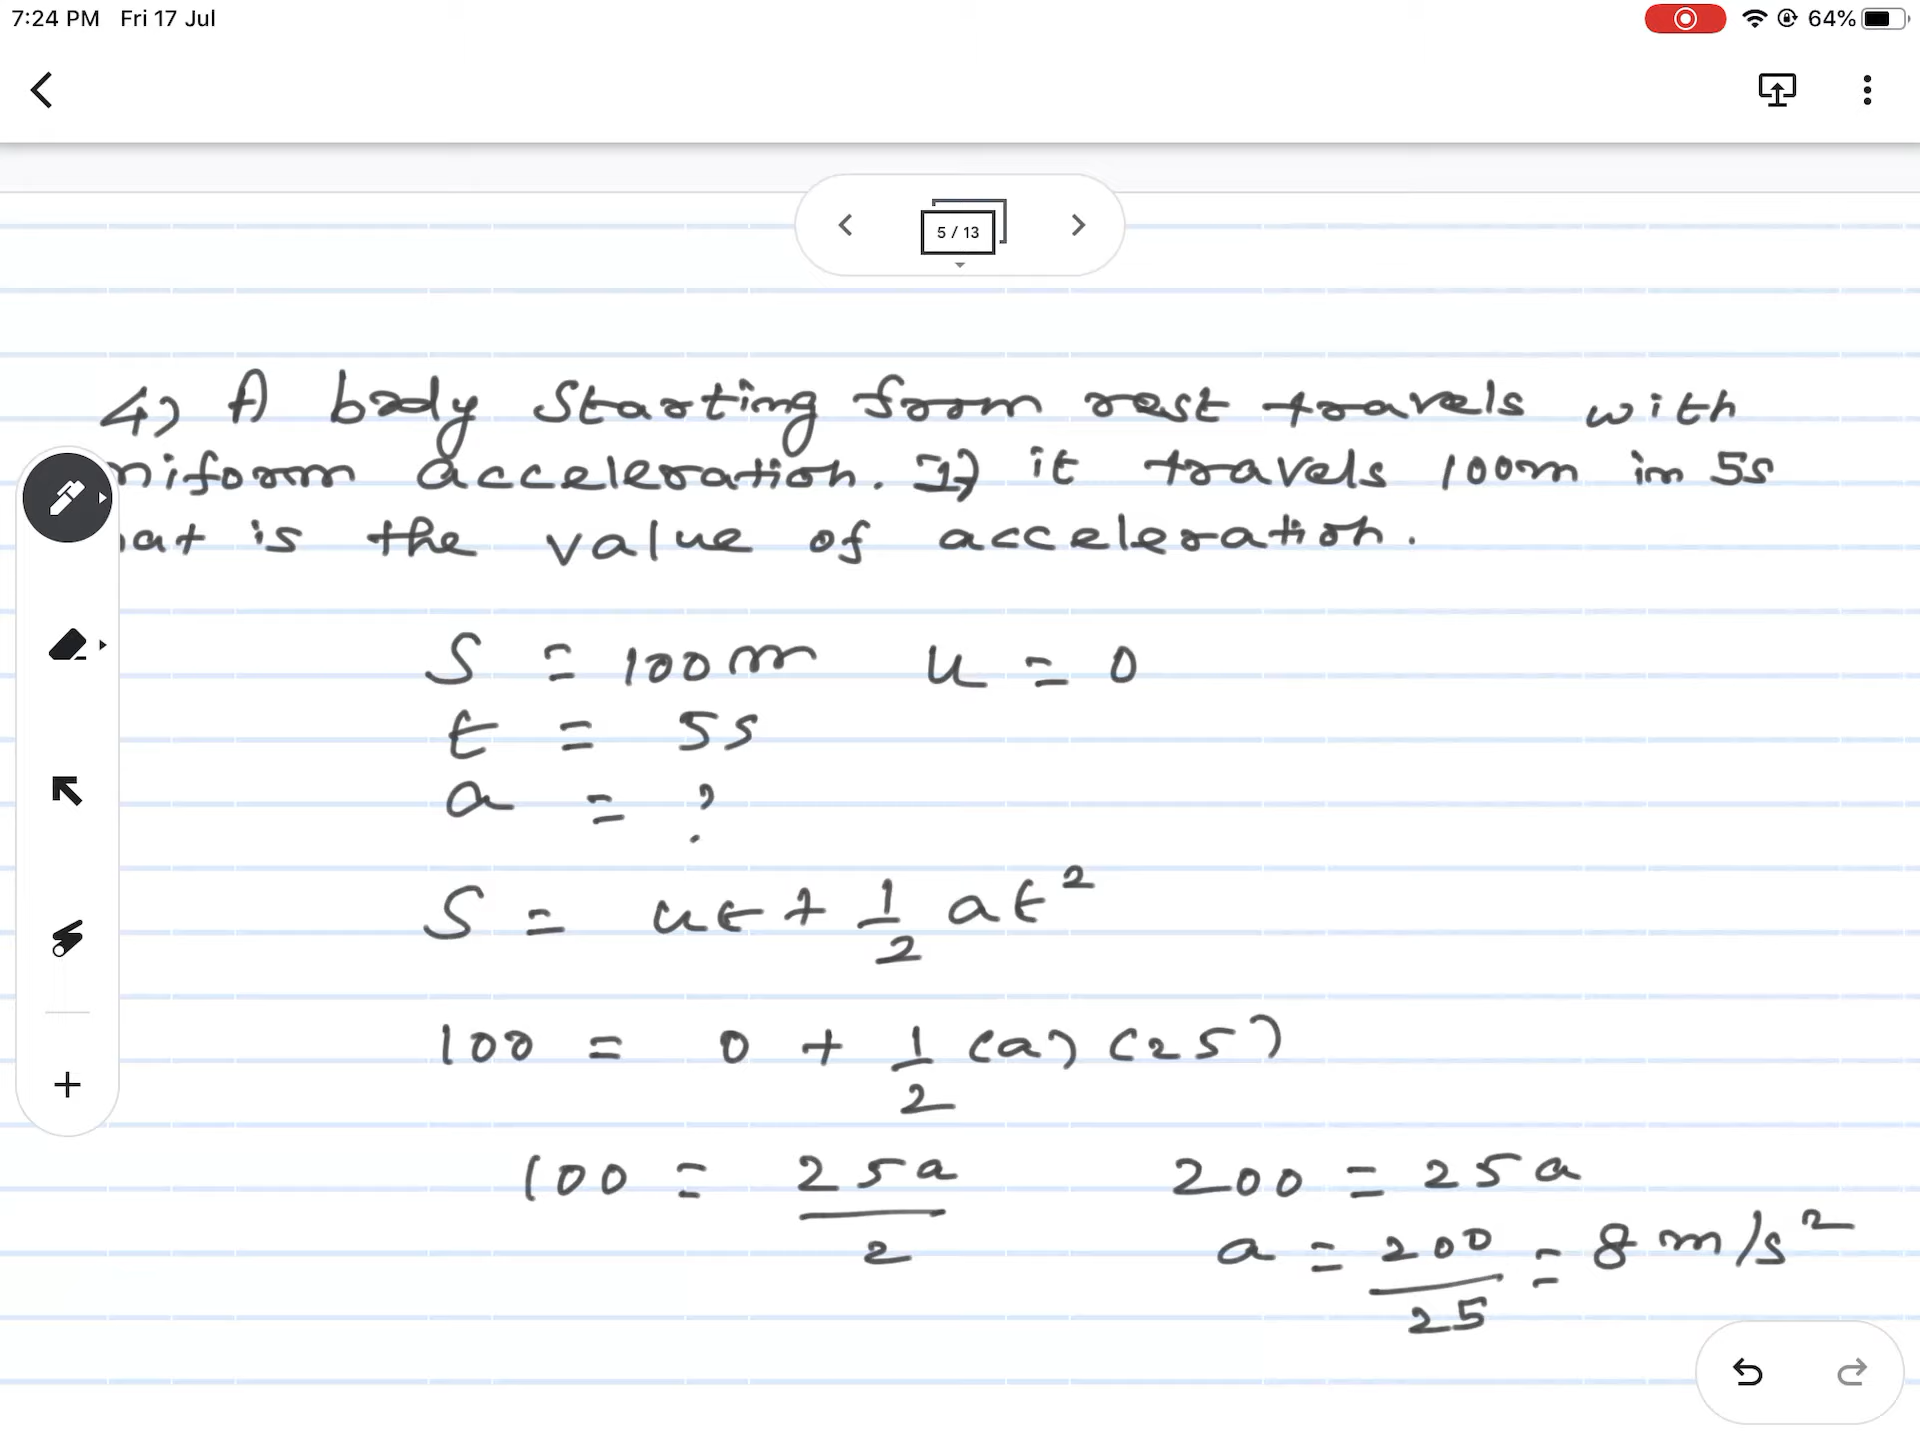 7:24 PM Fri 17 Jul
64%
5 / 13
4) A body starting from rest travels with
niform acceleration. If it travels 100m in 5s
at is the value of acceleration.
S = 100m u = 0
t = 5s
a = ?
S = ut + 1/2 at²
100 = 0 + 1/2 (a) (25)
100 = 25a/2 200 = 25a
a = 200/25 = 8 m/s²